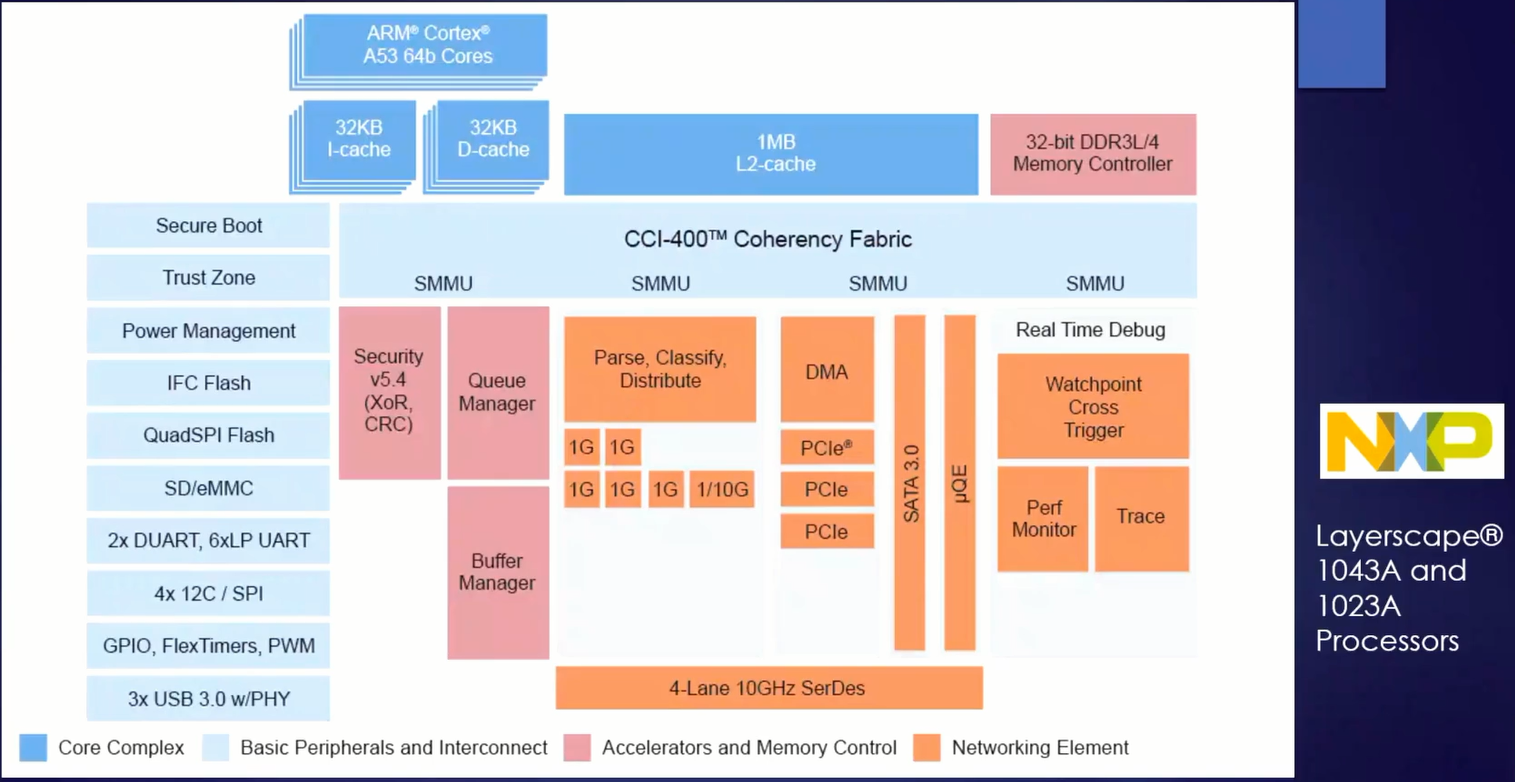 ARM® Cortex®
A53 64b Cores
32KB
I-cache
32KB
D-cache
1MB
L2-cache
32-bit DDR3L/4
Memory Controller
Secure Boot
Trust Zone
Power Management
IFC Flash
QuadSPI Flash
SD/eMMC
2x DUART, 6xLP UART
4x 12C / SPI
GPIO, FlexTimers, PWM
3x USB 3.0 w/PHY
CCI-400™ Coherency Fabric
SMMU
SMMU
SMMU
SMMU
Security
v5.4
(XoR,
CRC)
Queue
Manager
Buffer
Manager
Parse, Classify,
Distribute
1G 1G
1G 1G 1G 1/10G
DMA
PCIe®
PCIe
PCIe
SATA 3.0
µQE
Real Time Debug
Watchpoint
Cross
Trigger
Perf
Monitor
Trace
4-Lane 10GHz SerDes
Core Complex
Basic Peripherals and Interconnect
Accelerators and Memory Control
Networking Element
NXP
Layerscape®
1043A and
1023A
Processors